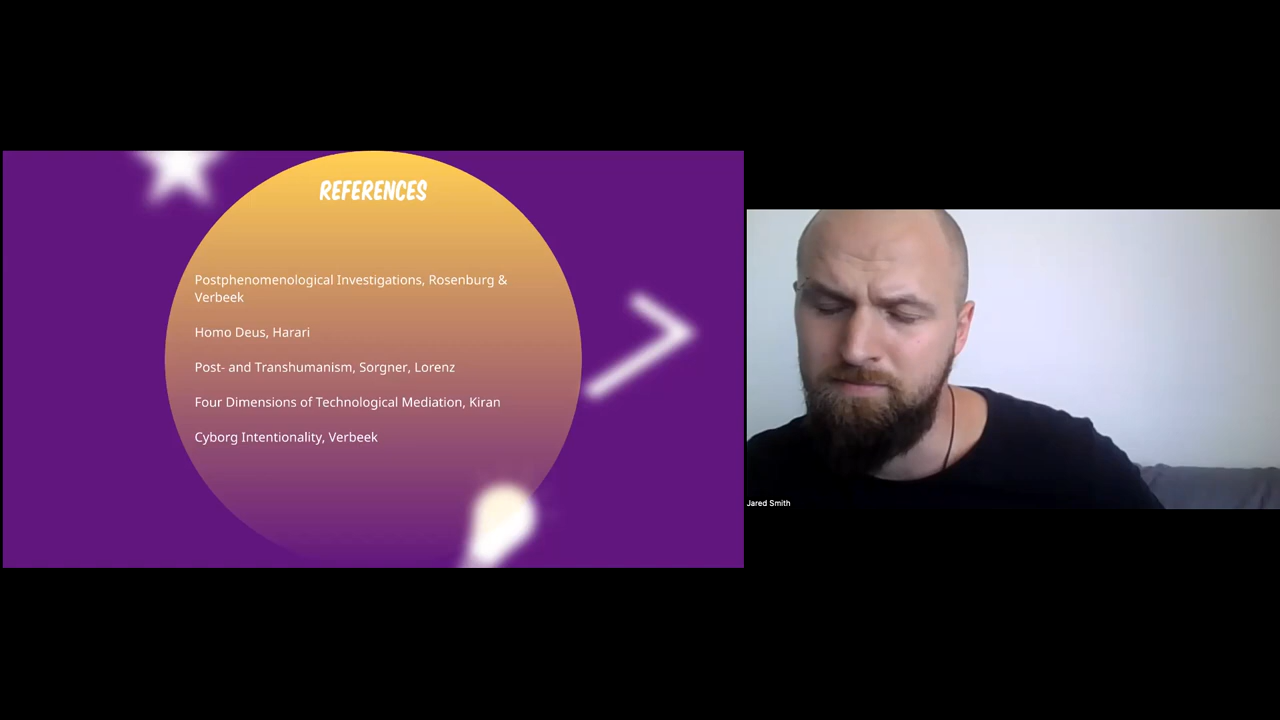 REFERENCES
Postphenomenological Investigations, Rosenburg &
Verbeek
Homo Deus, Harari
Post- and Transhumanism, Sorgner, Lorenz
Four Dimensions of Technological Mediation, Kiran
Cyborg Intentionality, Verbeek
Jared Smith